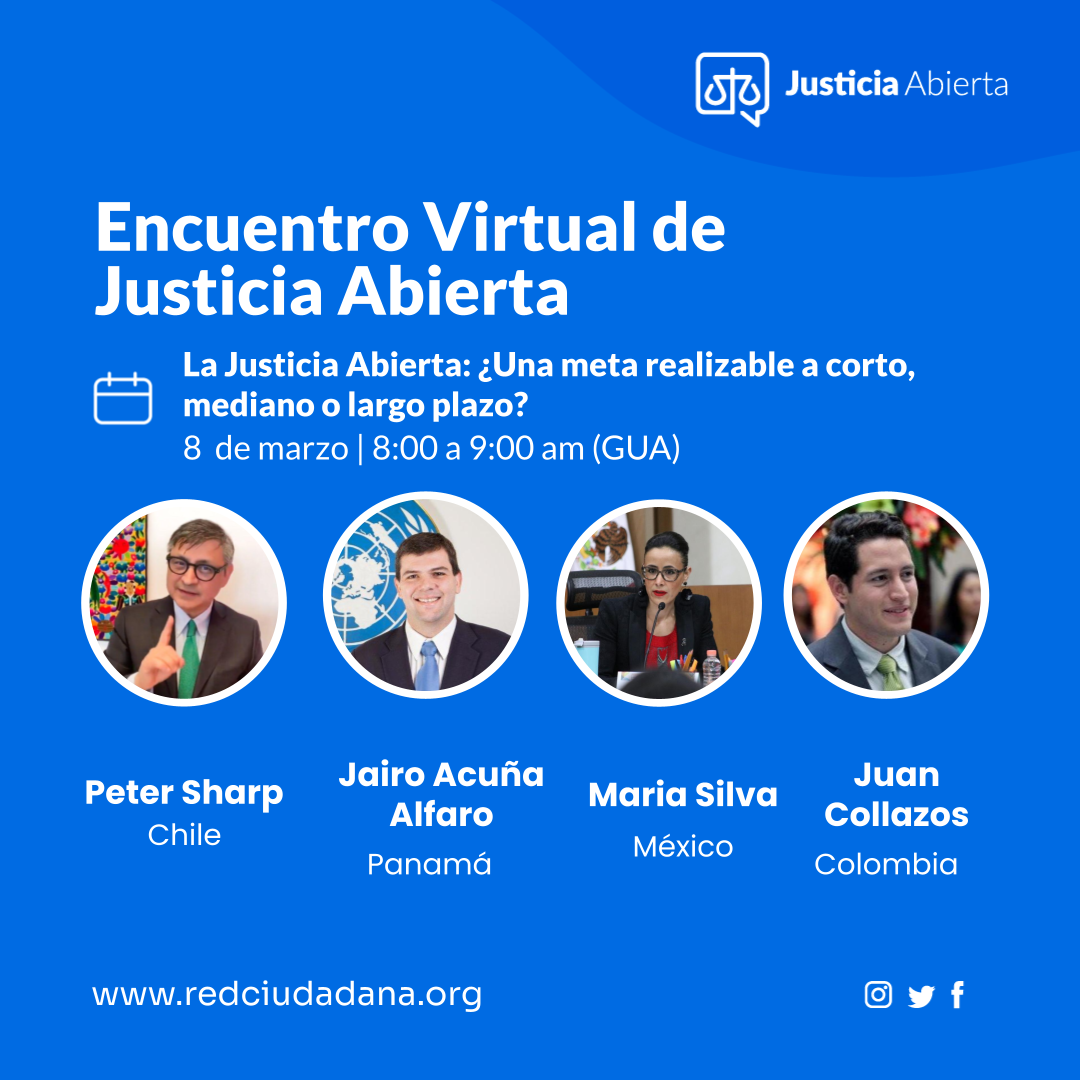 Justicia Abierta
Encuentro Virtual de
Justicia Abierta
La Justicia Abierta: ¿Una meta realizable a corto,
mediano o largo plazo?
8 de marzo | 8:00 a 9:00 am (GUA)
Peter Sharp
Chile
Jairo Acuña
Alfaro
Panamá
Maria Silva
México
Juan
Collazos
Colombia
www.redciudadana.org